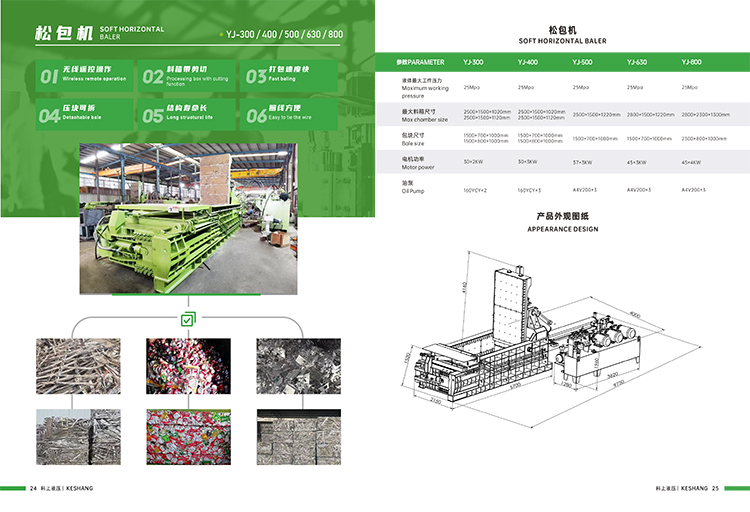 松包机
SOFT HORIZONTAL
BALER
YJ-300 / 400 / 500 / 630 / 800
01 无线遥控操作
Wireless remote operation
02 料箱带剪切
Processing box with cutting
function
03 打包速度快
Fast baling
04 压块可拆
Detachable bale
05 结构寿命长
Long structural life
06 捆线方便
Easy to tie the wire
24 科上液压 | KESHANG
松包机
SOFT HORIZONTAL BALER
参数PARAMETER YJ-300 YJ-400 YJ-500 YJ-630 YJ-800
液体最大工作压力
Maximum working
pressure
25Mpa 25Mpa 25Mpa 25Mpa 25Mpa
最大料箱尺寸
Max chamber size
2500×1500×1020mm 2500×1500×1020mm 2500×1500×1220mm 2800×1500×1220mm 2800×2300×1300mm
2500×1500×1120mm 2500×1500×1120mm
包块尺寸
Bale size
1500×700×1000mm 1500×700×1000mm 1500×700×1000mm 1500×700×1000mm 2300×800×1000mm
1500×800×1000mm 1500×800×1000mm
电机功率
Motor power
30×2KW 30×3KW 37×3KW 45×3KW 45×4KW
油泵
Oil Pump
160YCY×2 160YCY×3 A4V200×3 A4V200×3 A4V200×3
产品外观图纸
APPEARANCE DESIGN
4160
4000
1530
2150
5700
1250
1560
3620
9730
科上液压 | KESHANG 25